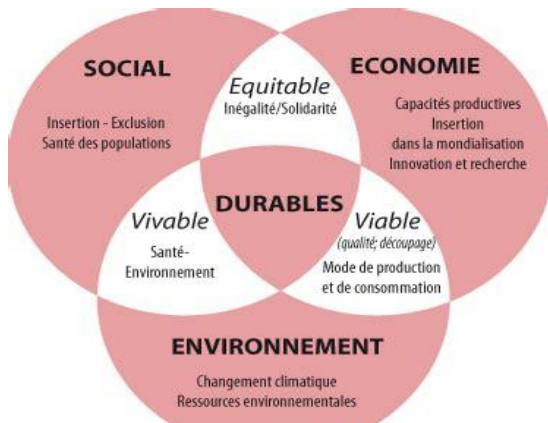 SOCIAL
Insertion - Exclusion
Santé des populations
Equitable
Inégalité/Solidarité
ECONOMIE
Capacités productives
Insertion
dans la mondialisation
Innovation et recherche
DURABLES
Vivable
Santé-
Environnement
Viable
(qualité; découpage)
Mode de production
et de consommation
ENVIRONNEMENT
Changement climatique
Ressources environnementales